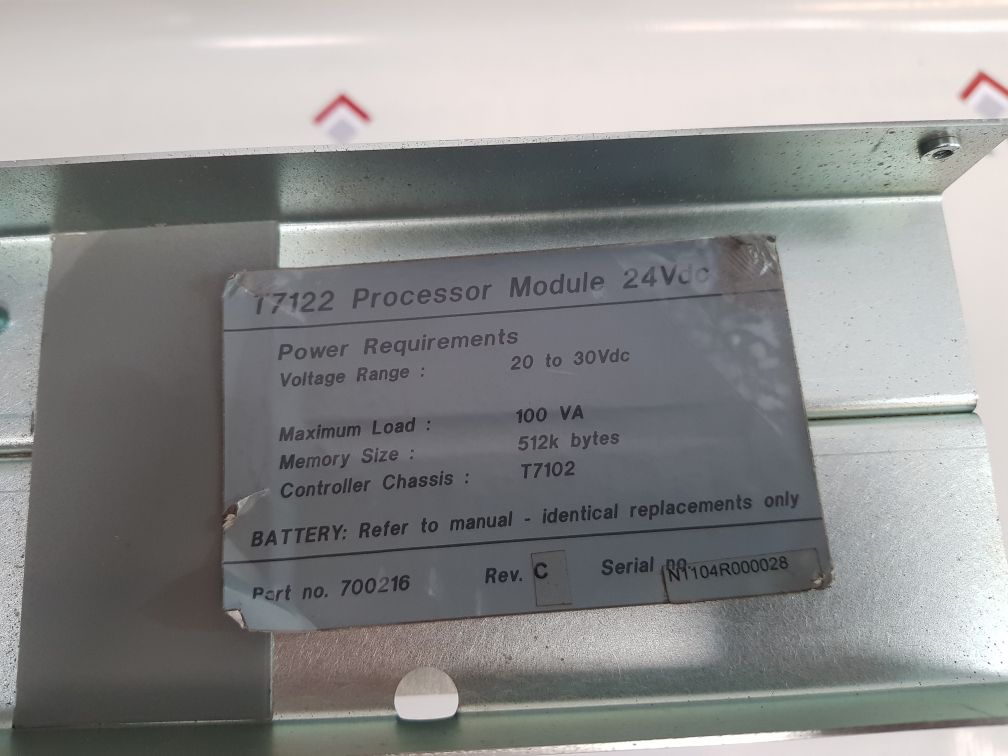 T7122 Processor Module 24Vdc
Power Requirements
Voltage Range : 20 to 30Vdc
Maximum Load : 100 VA
Memory Size : 512k bytes
Controller Chassis : T7102
BATTERY: Refer to manual - identical replacements only
Part no. 700216 Rev. C Serial no. N1104R000028